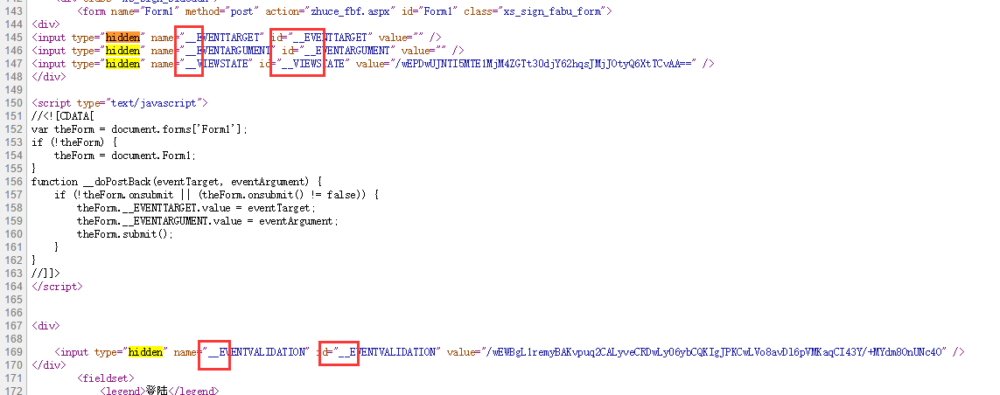 143 <form name="Form1" method="post" action="zhuce_fbf.aspx" id="Form1" class="xs_sign_fabu_form">
144 <div>
145 <input type="hidden" name="__EVENTTARGET" id="__EVENTTARGET" value="" />
146 <input type="hidden" name="__EVENTARGUMENT" id="__EVENTARGUMENT" value="" />
147 <input type="hidden" name="__VIEWSTATE" id="__VIEWSTATE" value="/wEPDwUJNTI5MTE1MjM4ZGTt30djY62hqsJMjJOtyQ6XtTCvAA==" />
148 </div>
149
150 <script type="text/javascript">
151 //<![CDATA[
152 var theForm = document.forms['Form1'];
153 if (!theForm) {
154 theForm = document.Form1;
155 }
156 function __doPostBack(eventTarget, eventArgument) {
157 if (!theForm.onsubmit || (theForm.onsubmit() != false)) {
158 theForm.__EVENTTARGET.value = eventTarget;
159 theForm.__EVENTARGUMENT.value = eventArgument;
160 theForm.submit();
161 }
162 }
163 //]]>
164 </script>
165
166
167 <div>
168
169 <input type="hidden" name="__EVENTVALIDATION" id="__EVENTVALIDATION" value="/wEWBgL1remyBAKvpuq2CALyveCRDwLyO6ybCQKIgJPKCwLVo8avDl6pVMKaqCI43Y/+MYdm8OnUNc4O" />
170 </div>
171 <fieldset>
172 <legend>登陆</legend>